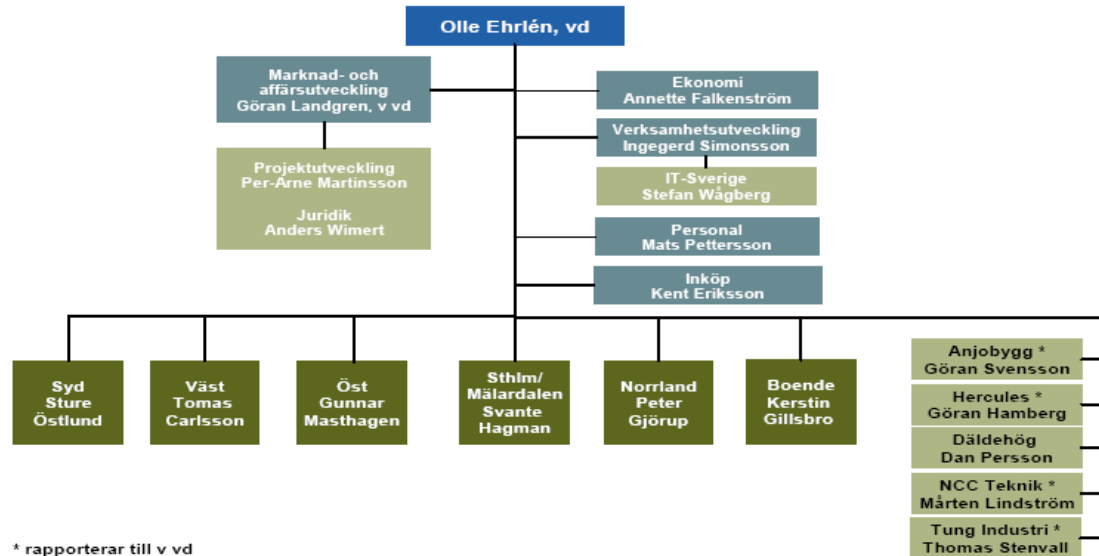 Olle Ehrlén, vd
Marknad- och
affärsutveckling
Göran Landgren, v vd
Projektutveckling
Per-Arne Martinsson
Juridik
Anders Wimert
Ekonomi
Annette Falkenström
Verksamhetsutveckling
Ingegerd Simonsson
IT-Sverige
Stefan Wågberg
Personal
Mats Pettersson
Inköp
Kent Eriksson
Syd
Sture
Östlund
Väst
Tomas
Carlsson
Öst
Gunnar
Masthagen
Sthlm/
Mälardalen
Svante
Hagman
Norrland
Peter
Gjörup
Boende
Kerstin
Gillsbro
Anjobygg *
Göran Svensson
Hercules *
Göran Hamberg
Däldehög
Dan Persson
NCC Teknik *
Mårten Lindström
Tung Industri *
Thomas Stenvall
* rapporterar till v vd